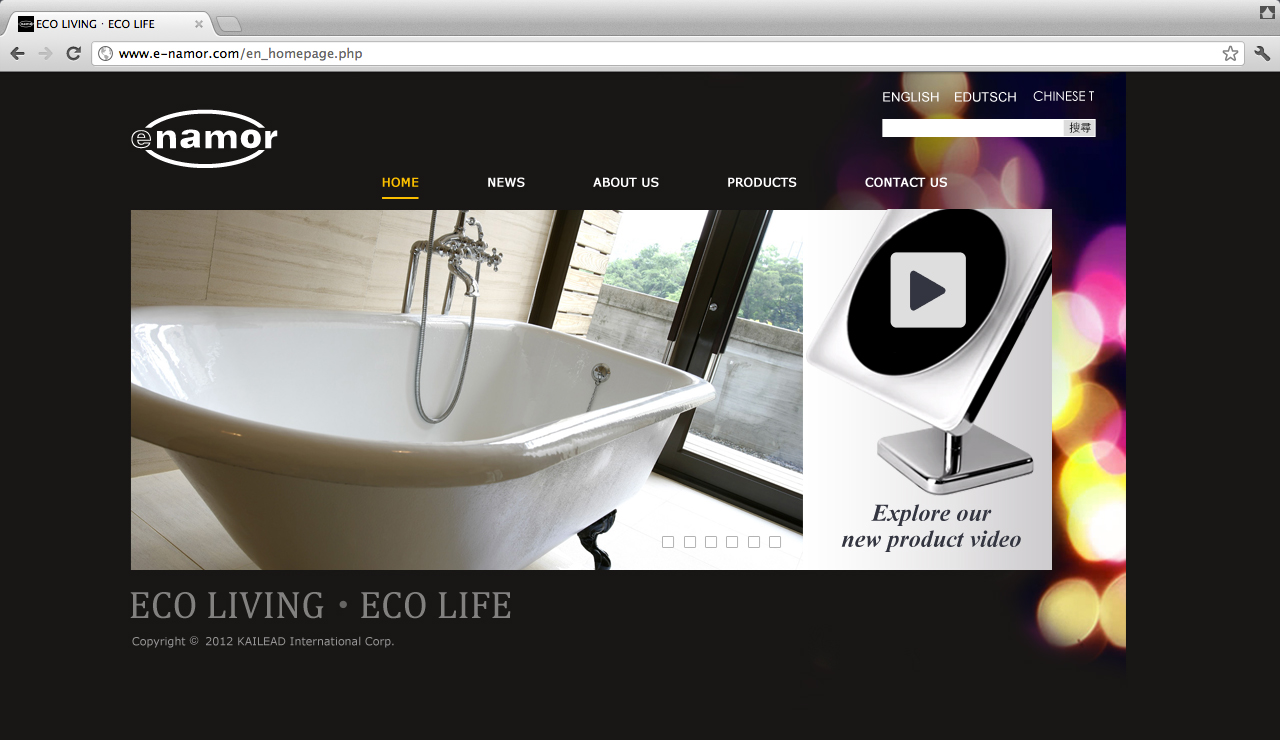 ECO LIVING · ECO LIFE
www.e-namor.com/en_homepage.php
ENGLISH EDUTSCH CHINESE T
搜尋
enamor
HOME NEWS ABOUT US PRODUCTS CONTACT US
Explore our
new product video
ECO LIVING · ECO LIFE
Copyright © 2012 KAILEAD International Corp.